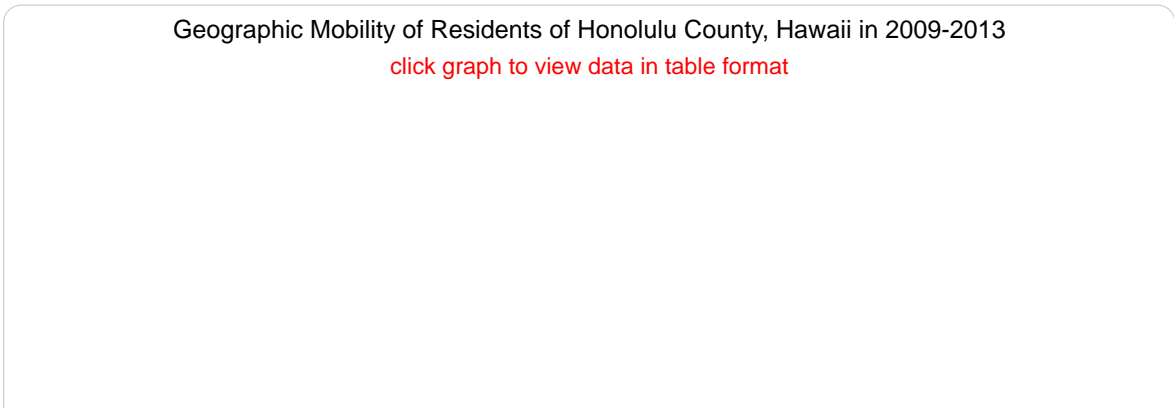 Geographic Mobility of Residents of Honolulu County, Hawaii in 2009-2013
click graph to view data in table format